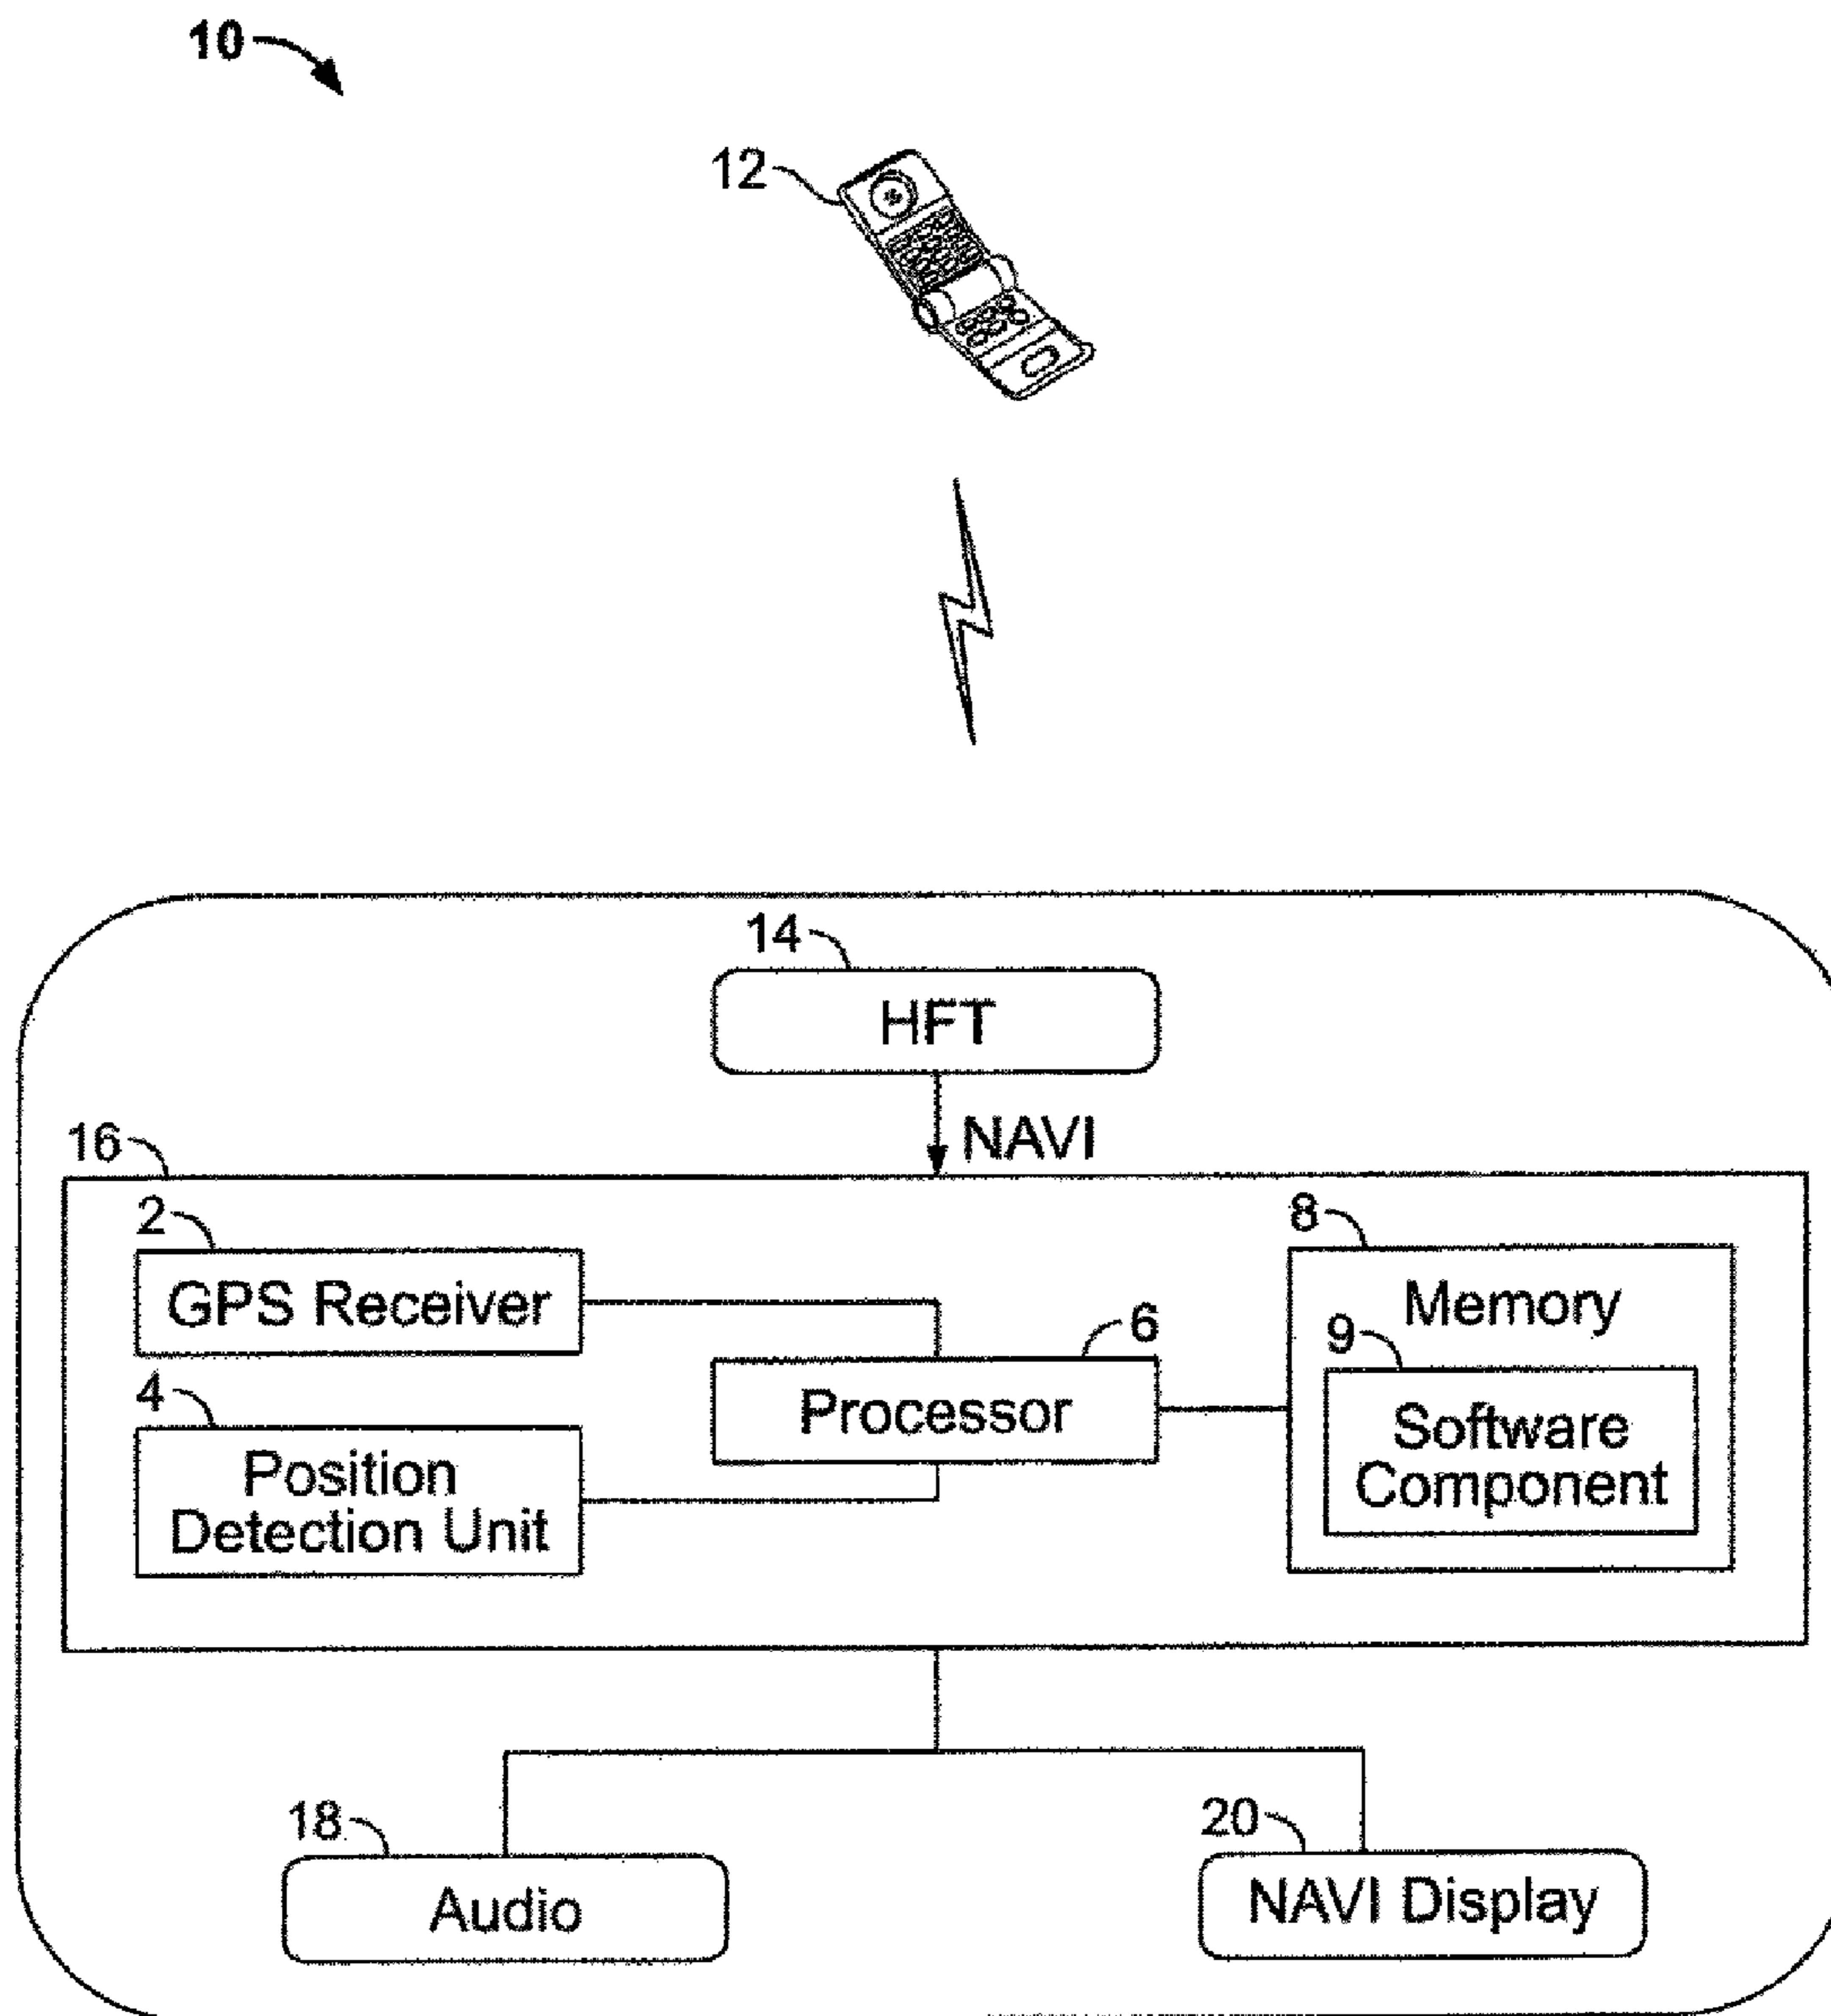 10
12
14
HFT
NAVI
16
2
GPS Receiver
8
Memory
6
Processor
9
Software
Component
4
Position
Detection Unit
18
Audio
20
NAVI Display